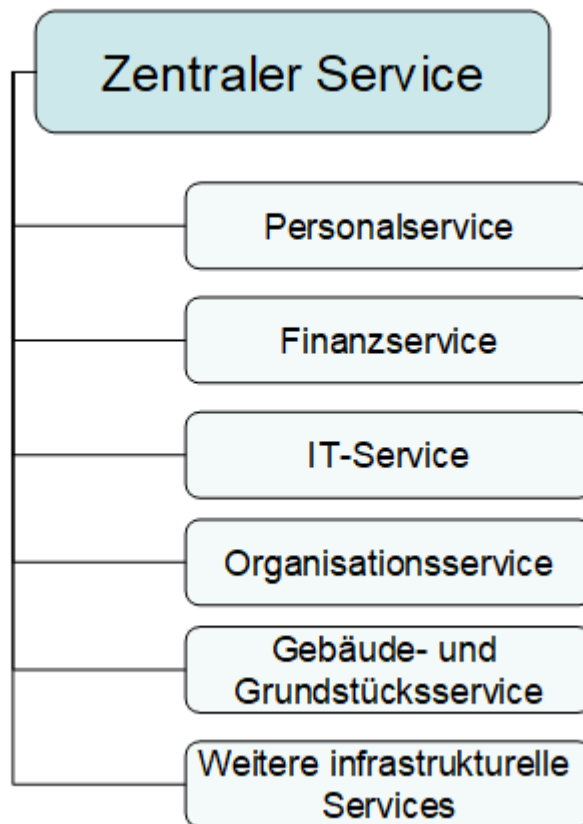 Zentraler Service
Personalservice
Finanzservice
IT-Service
Organisationsservice
Gebäude- und
Grundstücksservice
Weitere infrastrukturelle
Services